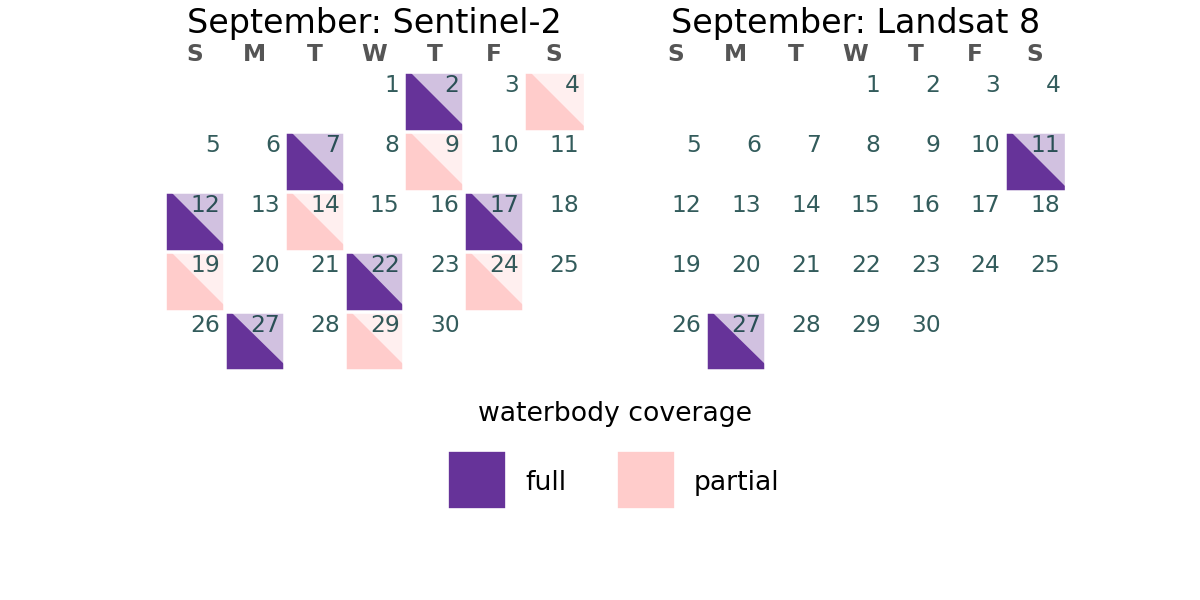 September: Sentinel-2
S M T W T F S
1 2 3 4
5 6 7 8 9 10 11
12 13 14 15 16 17 18
19 20 21 22 23 24 25
26 27 28 29 30
September: Landsat 8
S M T W T F S
1 2 3 4
5 6 7 8 9 10 11
12 13 14 15 16 17 18
19 20 21 22 23 24 25
26 27 28 29 30
waterbody coverage
full
partial